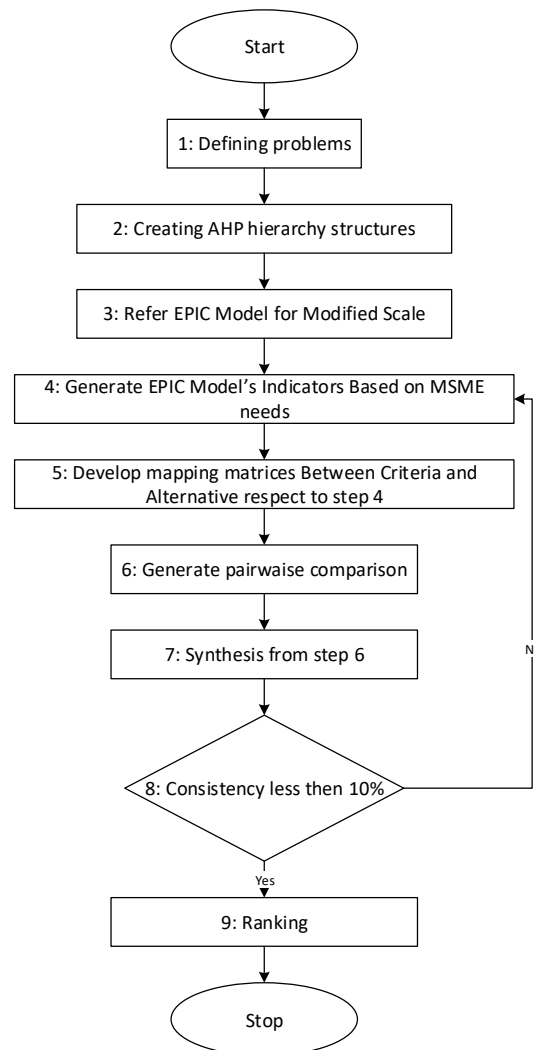 Start
1: Defining problems
2: Creating AHP hierarchy structures
3: Refer EPIC Model for Modified Scale
4: Generate EPIC Model’s Indicators Based on MSME
needs
5: Develop mapping matrices Between Criteria and
Alternative respect to step 4
6: Generate pairwaise comparison
7: Synthesis from step 6
N
8: Consistency less then 10%
Yes
9: Ranking
Stop